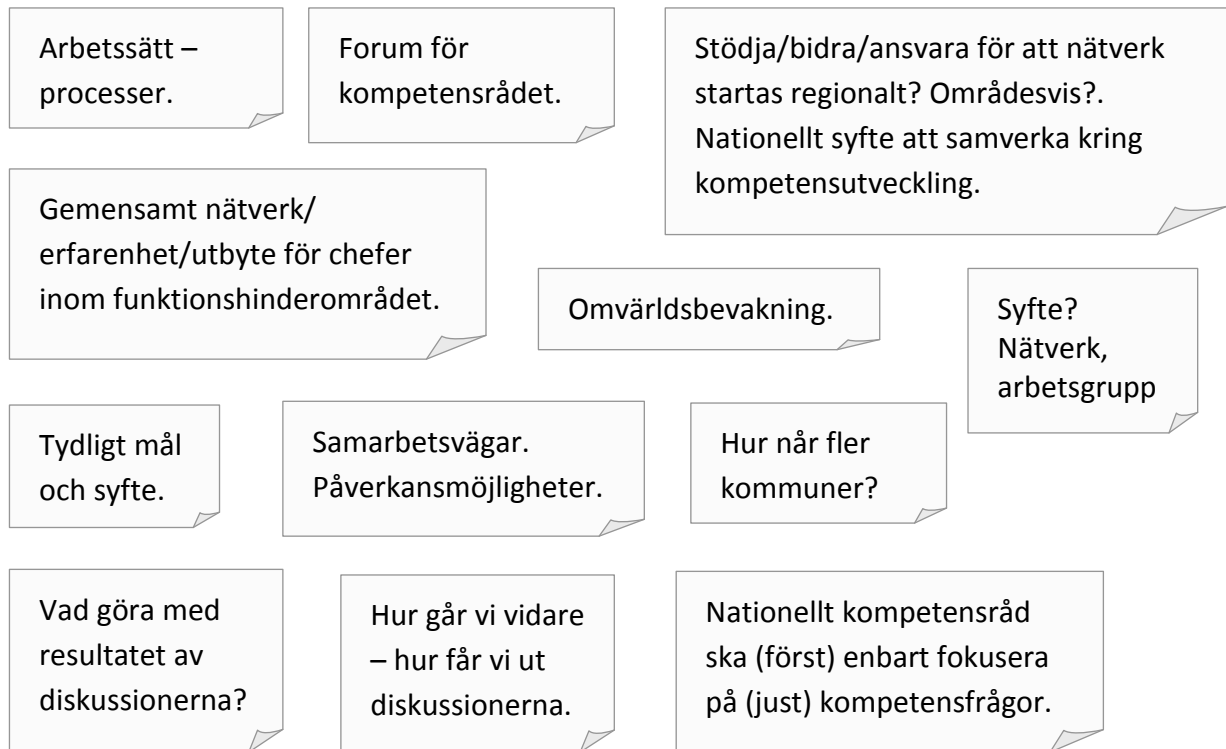 Arbetssätt –
processer.
Forum för
kompetensrådet.
Stödja/bidra/ansvara för att nätverk
startas regionalt? Områdesvis?.
Nationellt syfte att samverka kring
kompetensutveckling.
Gemensamt nätverk/
erfarenhet/utbyte för chefer
inom funktionshinderområdet.
Omvärldsbevakning.
Syfte?
Nätverk,
arbetsgrupp
Tydligt mål
och syfte.
Samarbetsvägar.
Påverkansmöjligheter.
Hur når fler
kommuner?
Vad göra med
resultatet av
diskussionerna?
Hur går vi vidare
– hur får vi ut
diskussionerna.
Nationellt kompetensråd
ska (först) enbart fokusera
på (just) kompetensfrågor.